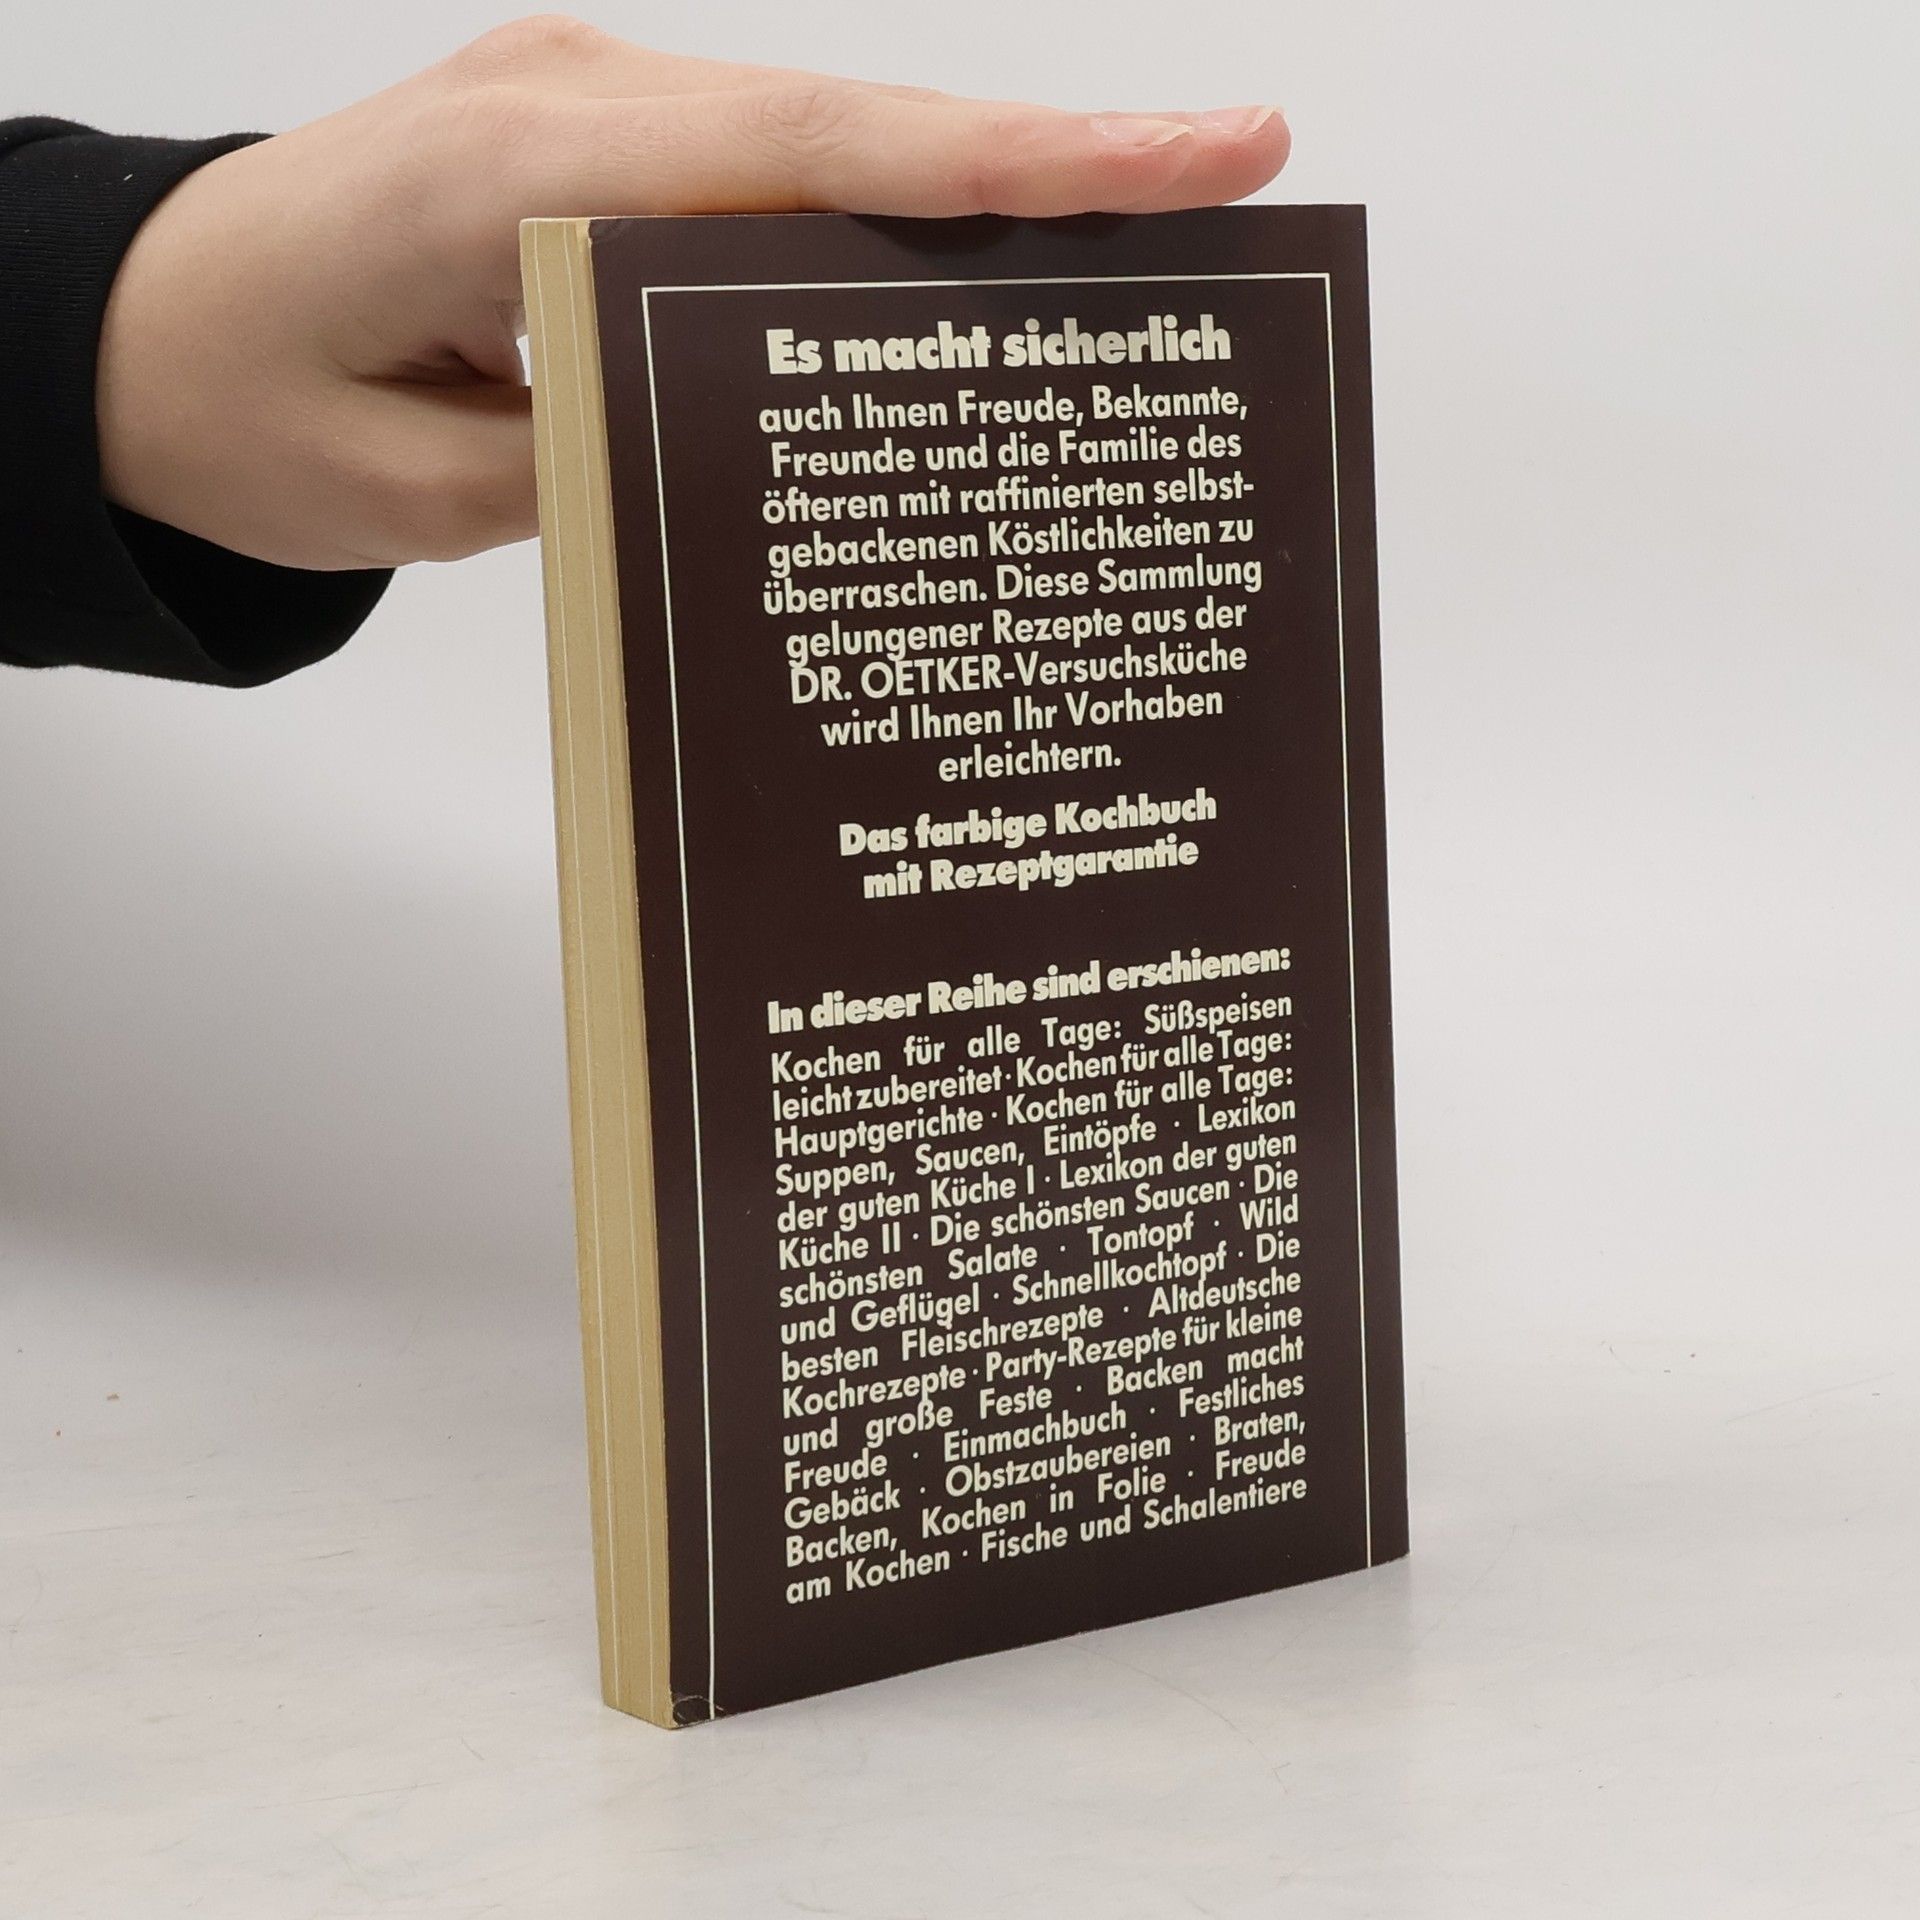 Es macht sicherlich
auch Ihnen Freude, Bekannte,
Freunde und die Familie des
öfteren mit raffinierten selbst-
gebackenen Köstlichkeiten zu
überraschen. Diese Sammlung
gelungener Rezepte aus der
DR. OETKER-Versuchsküche
wird Ihnen Ihr Vorhaben
erleichtern.
Das farbige Kochbuch
mit Rezeptgarantie
In dieser Reihe sind erschienen:
Kochen für alle Tage: Süßspeisen
leicht zubereitet · Kochen für alle Tage:
Hauptgerichte · Kochen für alle Tage:
Suppen, Saucen, Eintöpfe · Lexikon
der guten Küche I · Lexikon der guten
Küche II · Die schönsten Saucen · Die
schönsten Salate · Tontopf · Wild
und Geflügel · Schnellkochtopf · Die
besten Fleischrezepte · Altdeutsche
Kochrezepte · Party-Rezepte für kleine
und große Feste · Backen macht
Freude · Einmachbuch · Festliches
Gebäck · Obstzaubereien · Braten,
Backen, Kochen in Folie · Freude
am Kochen · Fische und Schalentiere